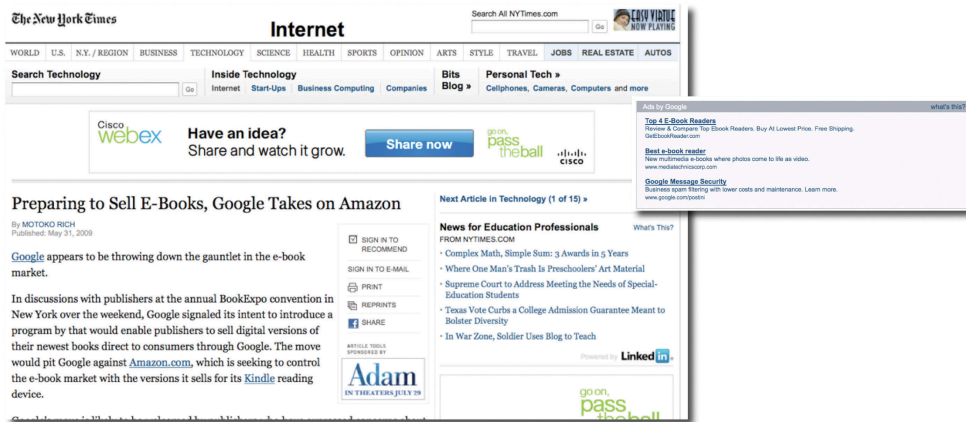 The New York Times
Internet
Search All NYTimes.com
Go
EASY VIRTUE
NOW PLAYING
WORLD U.S. N.Y. / REGION BUSINESS TECHNOLOGY SCIENCE HEALTH SPORTS OPINION ARTS STYLE TRAVEL JOBS REAL ESTATE AUTOS
Search Technology
Go
Inside Technology
Internet Start-Ups Business Computing Companies
Bits
Blog »
Personal Tech »
Cellphones, Cameras, Computers and more
Cisco
webex
Have an idea?
Share and watch it grow.
Share now
go on,
pass
the ball
CISCO
Preparing to Sell E-Books, Google Takes on Amazon
By MOTOKO RICH
Published: May 31, 2009
Google appears to be throwing down the gauntlet in the e-book
market.
In discussions with publishers at the annual BookExpo convention in
New York over the weekend, Google signaled its intent to introduce a
program by that would enable publishers to sell digital versions of
their newest books direct to consumers through Google. The move
would pit Google against Amazon.com, which is seeking to control
the e-book market with the versions it sells for its Kindle reading
device.
SIGN IN TO
RECOMMEND
SIGN IN TO E-MAIL
PRINT
REPRINTS
SHARE
ARTICLE TOOLS
SPONSORED BY
Adam
IN THEATERS JULY 29
Next Article in Technology (1 of 15) »
News for Education Professionals What's This?
FROM NYTIMES.COM
• Complex Math, Simple Sum: 3 Awards in 5 Years
• Where One Man's Trash Is Preschoolers' Art Material
• Supreme Court to Address Meeting the Needs of Special-
Education Students
• Texas Vote Curbs a College Admission Guarantee Meant to
Bolster Diversity
• In War Zone, Soldier Uses Blog to Teach
Powered by Linked in
go on,
pass
the ball
Ads by Google what's this?
Top 4 E-Book Readers
Review & Compare Top Ebook Readers. Buy At Lowest Price. Free Shipping.
GetEbookReader.com
Best e-book reader
New multimedia e-books where photos come to life as video.
www.mediatechnicscorp.com
Google Message Security
Business spam filtering with lower costs and maintenance. Learn more.
www.google.com/postini